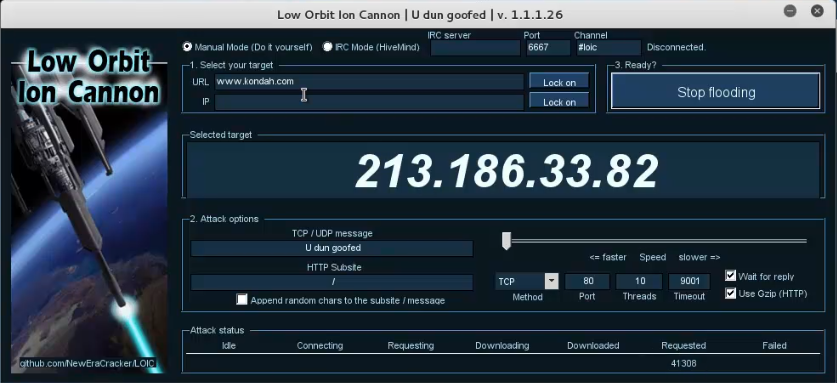 Low Orbit Ion Cannon | U dun goofed | v. 1.1.1.26
Low Orbit
Ion Cannon
github.com/NewEraCracker/LOIC
Manual Mode (Do it yourself) IRC Mode (HiveMind) IRC server Port Channel
6667 #loic Disconnected.
1. Select your target
URL www.kondah.com Lock on
IP Lock on
3. Ready?
Stop flooding
Selected target
213.186.33.82
2. Attack options
TCP / UDP message
U dun goofed
HTTP Subsite
/
Append random chars to the subsite / message
<= faster Speed slower =>
TCP 80 10 9001
Method Port Threads Timeout
Wait for reply
Use Gzip (HTTP)
Attack status
Idle Connecting Requesting Downloading Downloaded Requested Failed
41308